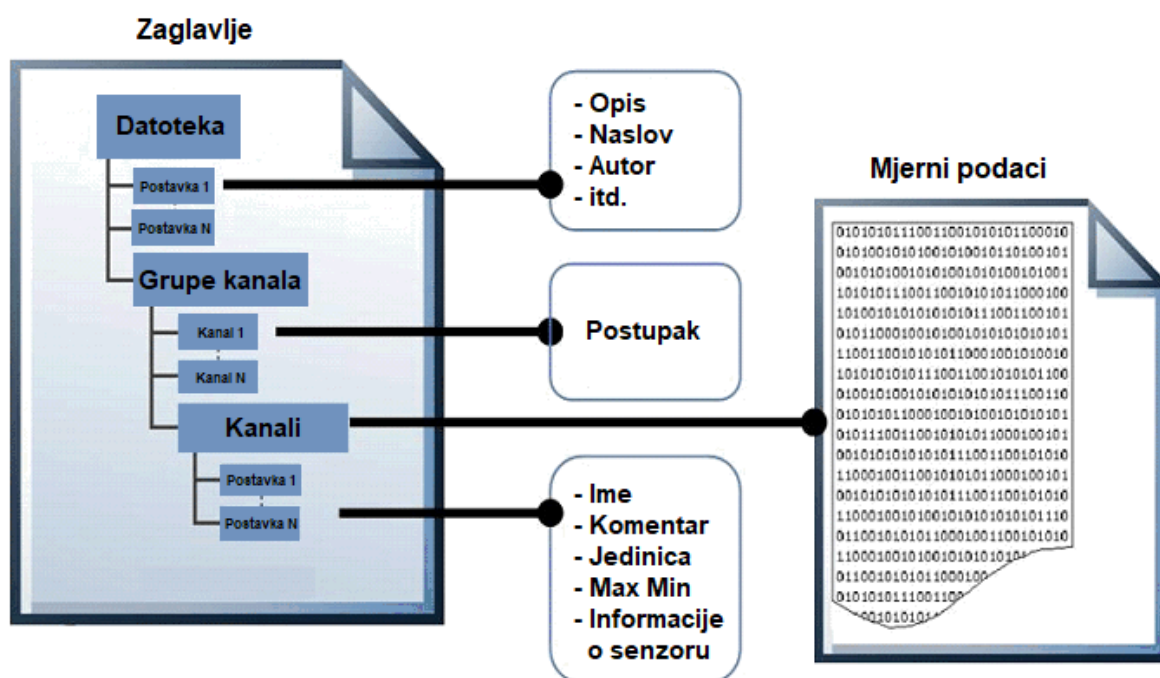 Zaglavlje
Datoteka
Postavka 1
Postavka N
Grupe kanala
Kanal 1
Kanal N
Kanali
Postavka 1
Postavka N
- Opis
- Naslov
- Autor
- itd.
Postupak
- Ime
- Komentar
- Jedinica
- Max Min
- Informacije
o senzoru
Mjerni podaci